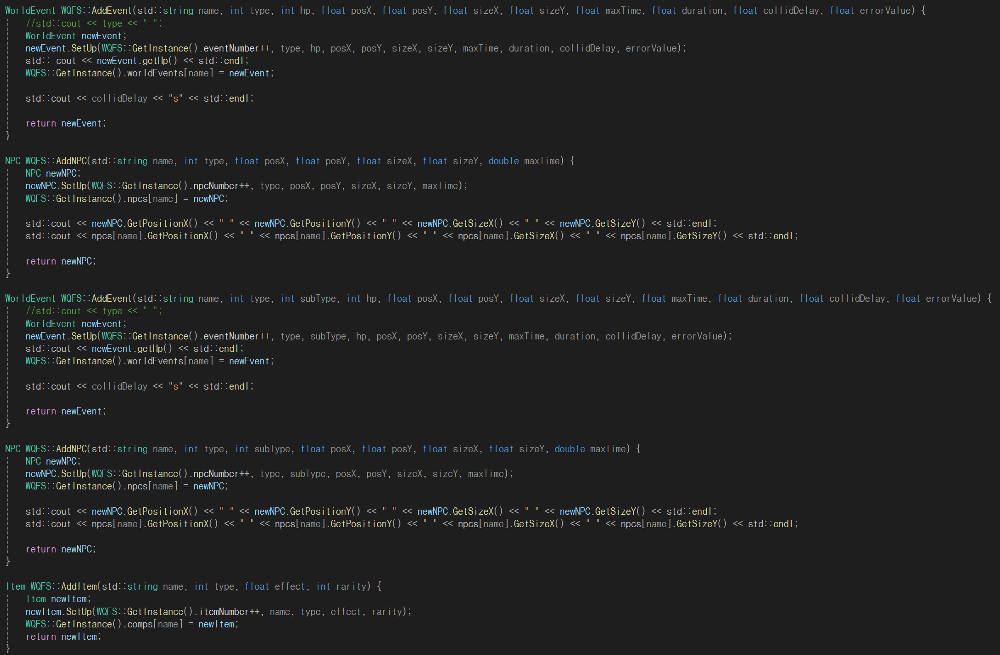 WorldEvent WQFS::AddEvent(std::string name, int type, int hp, float posX, float posY, float sizeX, float sizeY, float maxTime, float duration, float collidDelay, float errorValue) {
    //std::cout << type << " ";
    WorldEvent newEvent;
    newEvent.SetUp(WQFS::GetInstance().eventNumber++, type, hp, posX, posY, sizeX, sizeY, maxTime, duration, collidDelay, errorValue);
    std:: cout << newEvent.getHp() << std::endl;
    WQFS::GetInstance().worldEvents[name] = newEvent;

    std::cout << collidDelay << "s" << std::endl;

    return newEvent;
}

NPC WQFS::AddNPC(std::string name, int type, float posX, float posY, float sizeX, float sizeY, double maxTime) {
    NPC newNPC;
    newNPC.SetUp(WQFS::GetInstance().npcNumber++, type, posX, posY, sizeX, sizeY, maxTime);
    WQFS::GetInstance().npcs[name] = newNPC;

    std::cout << newNPC.GetPositionX() << " " << newNPC.GetPositionY() << " " << newNPC.GetSizeX() << " " << newNPC.GetSizeY() << std::endl;
    std::cout << npcs[name].GetPositionX() << " " << npcs[name].GetPositionY() << " " << npcs[name].GetSizeX() << " " << npcs[name].GetSizeY() << std::endl;

    return newNPC;
}

WorldEvent WQFS::AddEvent(std::string name, int type, int subType, int hp, float posX, float posY, float sizeX, float sizeY, float maxTime, float duration, float collidDelay, float errorValue) {
    //std::cout << type << " ";
    WorldEvent newEvent;
    newEvent.SetUp(WQFS::GetInstance().eventNumber++, type, subType, hp, posX, posY, sizeX, sizeY, maxTime, duration, collidDelay, errorValue);
    std::cout << newEvent.getHp() << std::endl;
    WQFS::GetInstance().worldEvents[name] = newEvent;

    std::cout << collidDelay << "s" << std::endl;

    return newEvent;
}

NPC WQFS::AddNPC(std::string name, int type, int subType, float posX, float posY, float sizeX, float sizeY, double maxTime) {
    NPC newNPC;
    newNPC.SetUp(WQFS::GetInstance().npcNumber++, type, subType, posX, posY, sizeX, sizeY, maxTime);
    WQFS::GetInstance().npcs[name] = newNPC;

    std::cout << newNPC.GetPositionX() << " " << newNPC.GetPositionY() << " " << newNPC.GetSizeX() << " " << newNPC.GetSizeY() << std::endl;
    std::cout << npcs[name].GetPositionX() << " " << npcs[name].GetPositionY() << " " << npcs[name].GetSizeX() << " " << npcs[name].GetSizeY() << std::endl;

    return newNPC;
}

Item WQFS::AddItem(std::string name, int type, float effect, int rarity) {
    Item newItem;
    newItem.SetUp(WQFS::GetInstance().itemNumber++, name, type, effect, rarity);
    WQFS::GetInstance().comps[name] = newItem;
    return newItem;
}